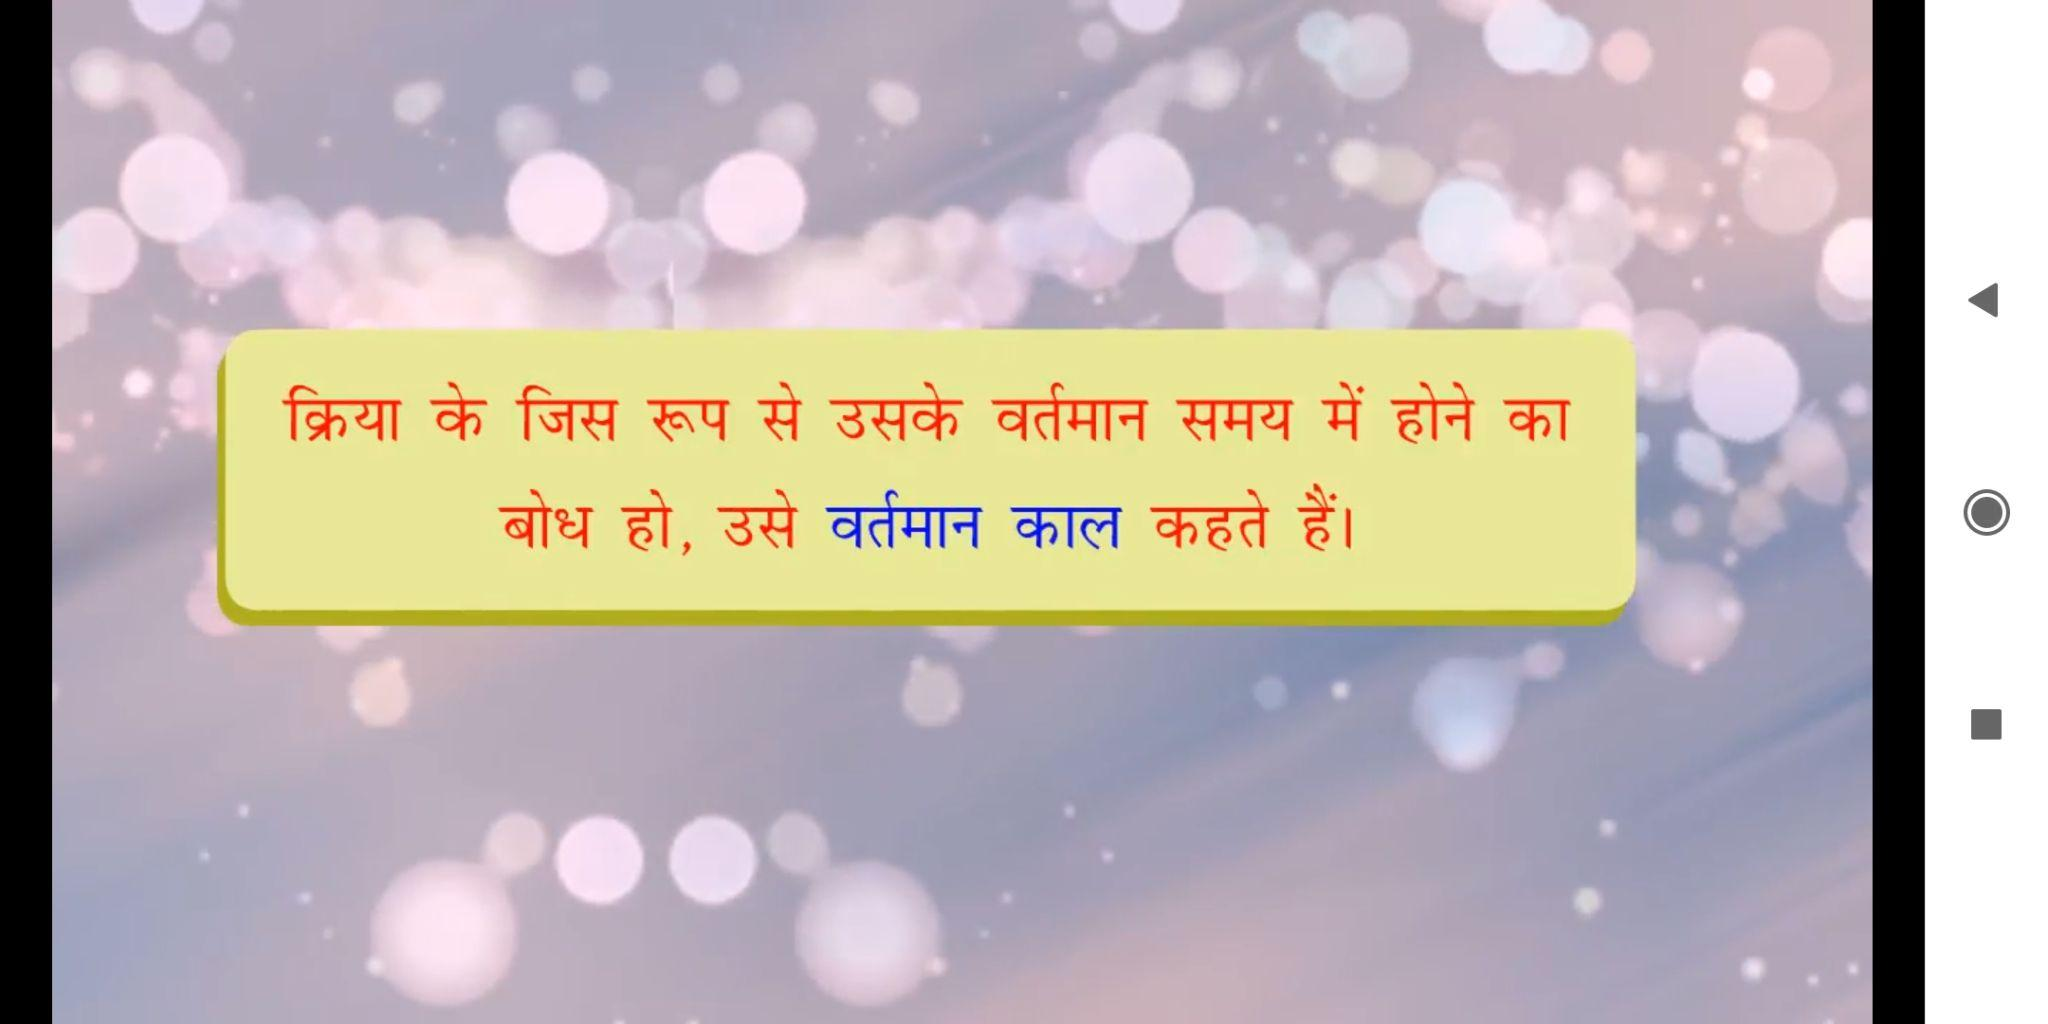 क्रिया के जिस रूप से उसके वर्तमान समय में होने का
बोध हो, उसे वर्तमान काल कहते हैं।